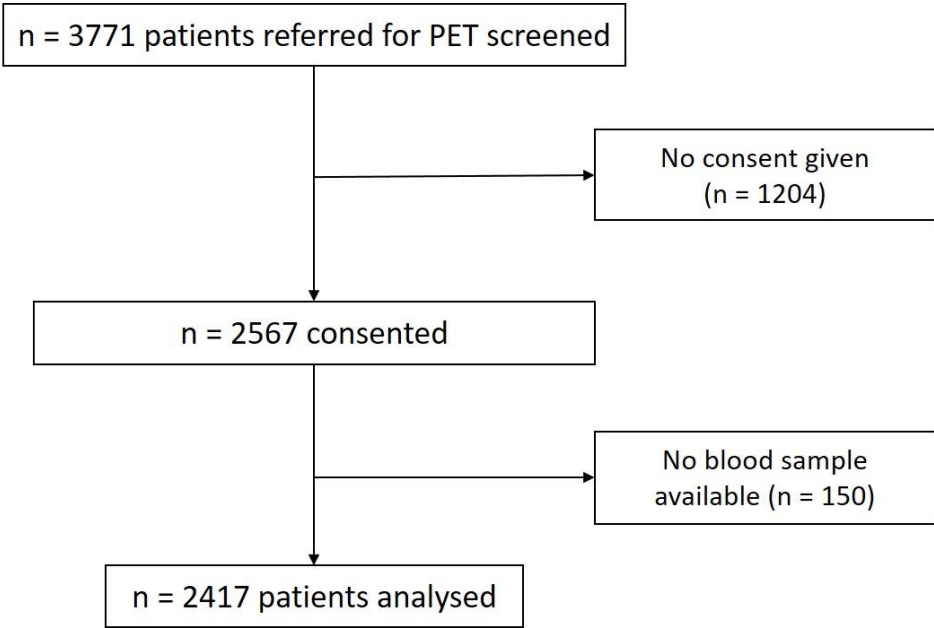 n = 3771 patients referred for PET screened
No consent given
(n = 1204)
n = 2567 consented
No blood sample
available (n = 150)
n = 2417 patients analysed